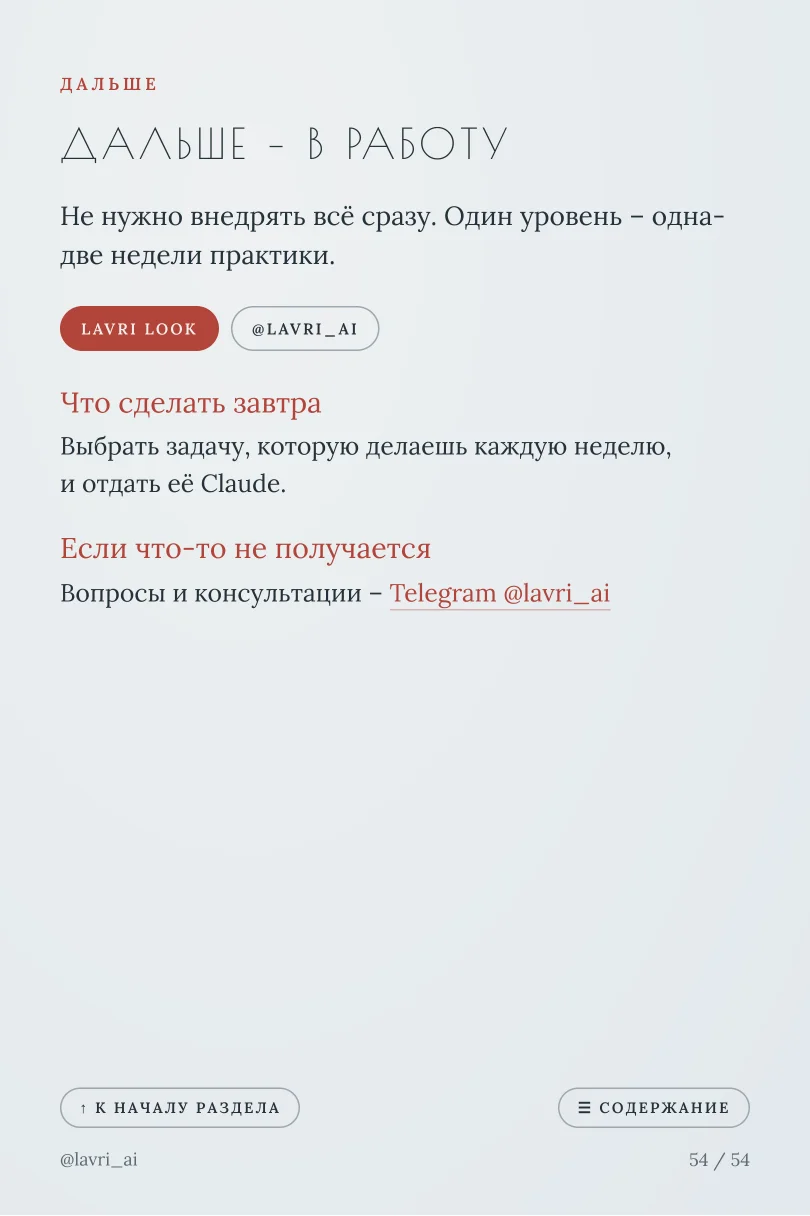 ДАЛЬШЕ
ДАЛЬШЕ – В РАБОТУ
Не нужно внедрять всё сразу. Один уровень – одна-
две недели практики.
LAVRI LOOK
@LAVRI_AI
Что сделать завтра
Выбрать задачу, которую делаешь каждую неделю,
и отдать её Claude.
Если что-то не получается
Вопросы и консультации – Telegram @lavri_ai
↑ К НАЧАЛУ РАЗДЕЛА
☰ СОДЕРЖАНИЕ
@lavri_ai
54 / 54